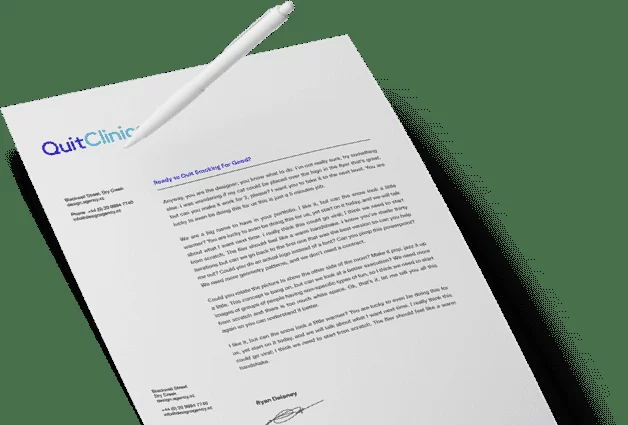 QuitClinics
Ready to Quit Smoking For Good?
Blackwell Street, Dry Creek
design-agency.nz
Phone +44 (0) 20 9994 7740
info@designagency.nz
Anyway, you are the designer, you know what to do. I'm not really sure, try something
else. I was wondering if my cat could be placed over the logo in the flyer that's great,
but can you make it work for 2, please? I want you to take it to the next level. You are
lucky to even be doing this for us this is just a 5 minutes job.
We are a big name to have in your portfolio. I like it, but can the snow look a little
warmer? You are lucky to even be doing this for us, yet start on it today, and we will talk
about what I want next time. I really think this could go viral, I think we need to start
from scratch. The flier should feel like a warm handshake. I know you've made thirty
iterations but can we go back to the first one that was the best version so can you help
me out? Could you do an actual logo instead of a font? Can you pimp this powerpoint?
We need more geometry patterns, and we don't need a contract.
Could you rotate the picture to show the other side of the room? Make it pop, jazz it up
a little. This concept is bang on, but can we look at a better execution? We need more
images of groups of people having non-specific types of fun, so I think we need to start
from scratch and there is too much white space. Ok, that's it, let me tell you all this
again so you can understand it better.
I like it, but can the snow look a little warmer? You are lucky to even be doing this for
us, yet start on it today, and we will talk about what I want next time. I really think this
could go viral! I think we need to start from scratch. The flier should feel like a warm
handshake.
Blackwell Street
Dry Creek
design-agency.nz
+44 (0) 20 9994 7740
info@designagency.nz
Ryan Delaney